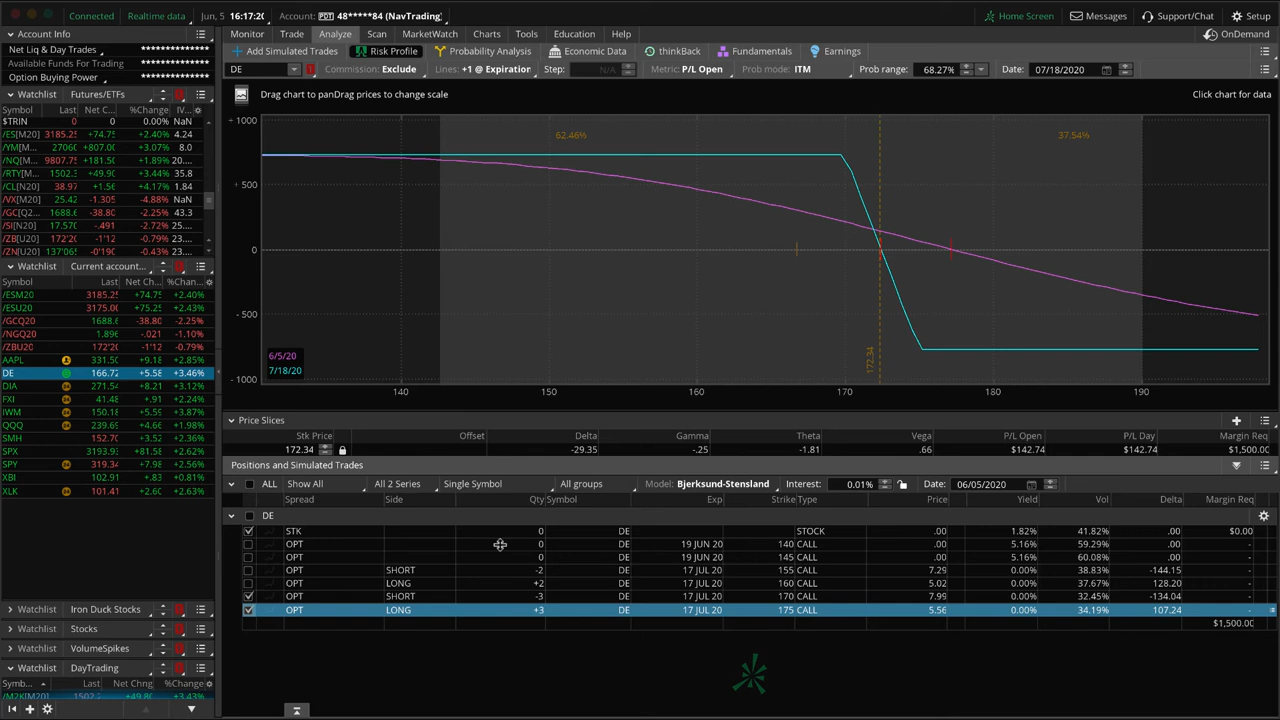 Connected Realtime data Jun, 5 16:17:20 Account: PDT 48*****84 (NavTrading) Home Screen Messages Support/Chat Setup
Account Info Monitor Trade Analyze Scan MarketWatch Charts Tools Education Help OnDemand
Net Liq & Day Trades ****************
Available Funds For Trading ****************
Option Buying Power ****************
Add Simulated Trades Risk Profile Probability Analysis Economic Data thinkBack Fundamentals Earnings
DE Commission: Exclude Lines: +1 @ Expiration Step: N/A Metric: P/L Open Prob mode: ITM Prob range: 68.27% Date: 07/18/2020
Watchlist Futures/ETFs
Drag chart to panDrag prices to change scale Click chart for data
Symbol Last Net C... %Change IV...
$TRIN 0 0 0.00% NaN
/ES[M20] 3185.25 +74.75 +2.40% 4.24
/YM[M... 27060 +807.00 +3.07% 8.0
/NQ[M... 9807.75 +181.50 +1.89% 20....
/RTY[M... 1502.3 +49.90 +3.44% 35.8
/CL[N20] 38.97 +1.56 +4.17% 1.84
/VX[M20] 25.42 -1.305 -4.88% NaN
/GC[Q2... 1688.6 -38.80 -2.25% 43.3
/SI[N20] 17.570 -.491 -2.72% 25....
/ZB[U20] 172'20 -1'12 -0.79% 23....
/ZN[U20] 137'065 -0'190 -0.43% 23....
+1000
+500
0
-500
-1000
62.46% 37.54%
172.34
6/5/20
7/18/20
140 150 160 170 180 190
Watchlist Current account...
Symbol Last Net Ch... %Chan...
/ESM20 3185.25 +74.75 +2.40%
/ESU20 3175.00 +75.25 +2.43%
/GCQ20 1688.6 -38.80 -2.25%
/NGQ20 1.896 -.021 -1.10%
/ZBU20 172'20 -1'12 -0.79%
AAPL 331.50 +9.18 +2.85%
DE 166.72 +5.58 +3.46%
DIA 271.54 +8.21 +3.12%
FXI 41.48 +.91 +2.24%
IWM 150.18 +5.59 +3.87%
QQQ 239.69 +4.66 +1.98%
SMH 152.70 +3.52 +2.36%
SPX 3193.93 +81.58 +2.62%
SPY 319.34 +7.98 +2.56%
XBI 102.91 +.83 +0.81%
XLK 101.41 +2.60 +2.63%
Price Slices
Stk Price Offset Delta Gamma Theta Vega P/L Open P/L Day Margin Req
172.34 -29.35 -.25 -1.81 .66 $142.74 $142.74 $1,500.00
Positions and Simulated Trades
ALL Show All All 2 Series Single Symbol All groups Model: Bjerksund-Stensland Interest: 0.01% Date: 06/05/2020
Spread Side Qty Symbol Exp Strike Type Price Yield Vol Delta Margin Req
DE
STK 0 DE STOCK .00 1.82% 41.82% .00 $0.00
OPT 0 DE 19 JUN 20 140 CALL .00 5.16% 59.29% .00 -
OPT 0 DE 19 JUN 20 145 CALL .00 5.16% 60.08% .00 -
OPT SHORT -2 DE 17 JUL 20 155 CALL 7.29 0.00% 38.83% -144.15 -
OPT LONG +2 DE 17 JUL 20 160 CALL 5.02 0.00% 37.67% 128.20 -
OPT SHORT -3 DE 17 JUL 20 170 CALL 7.99 0.00% 32.45% -134.04 -
OPT LONG +3 DE 17 JUL 20 175 CALL 5.56 0.00% 34.19% 107.24 -
$1,500.00
Watchlist Iron Duck Stocks
Watchlist Stocks
Watchlist VolumeSpikes
Watchlist DayTrading
Symb... Last Net Chng %Change
/M2K[M20] 1502.2 +49.80 +3.43%